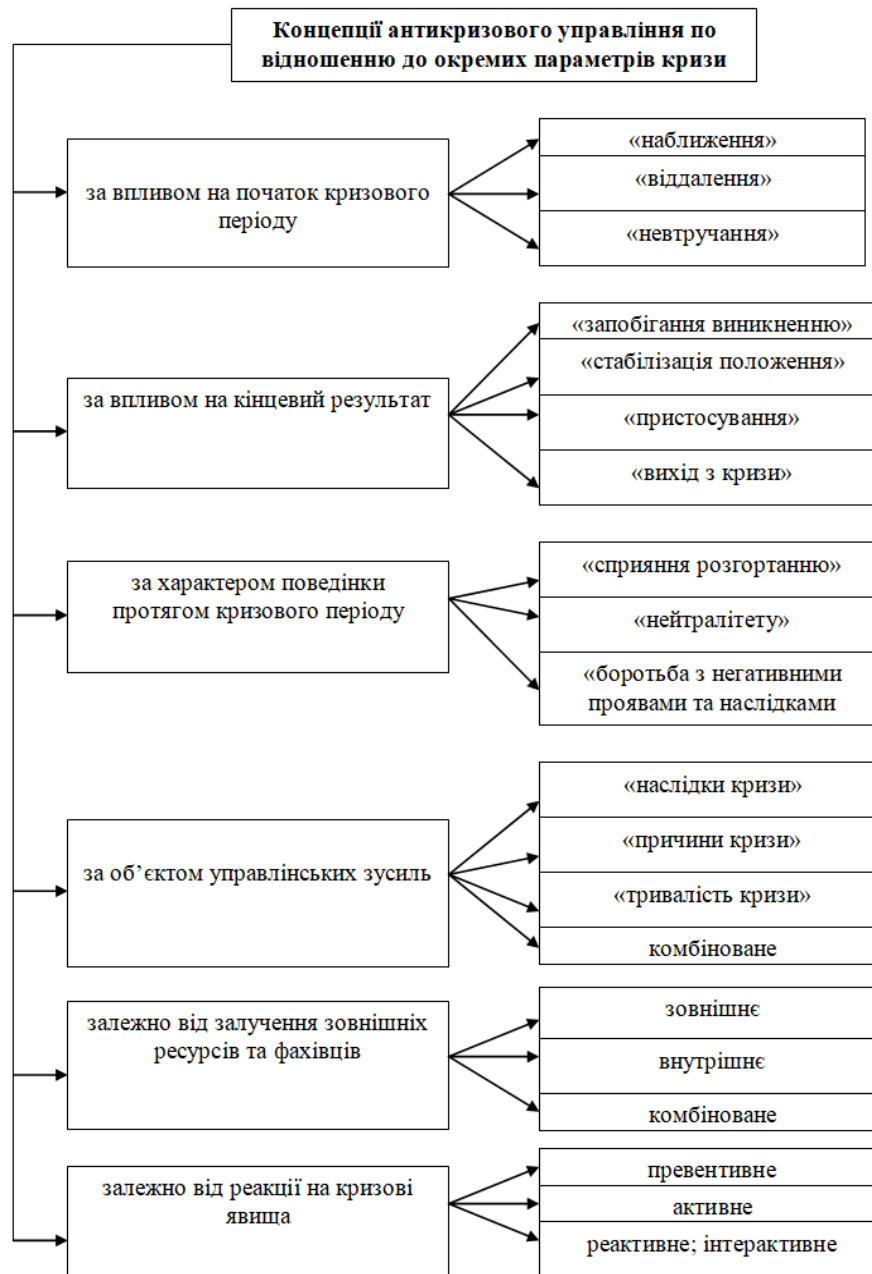 Концепції антикризового управління по
відношенню до окремих параметрів кризи
за впливом на початок кризового
періоду
«наближення»
«віддалення»
«невтручання»
за впливом на кінцевий результат
«запобігання виникненню»
«стабілізація положення»
«пристосування»
«вихід з кризи»
за характером поведінки
протягом кризового періоду
«сприяння розгортанню»
«нейтралітету»
«боротьба з негативними
проявами та наслідками
за об’єктом управлінських зусиль
«наслідки кризи»
«причини кризи»
«тривалість кризи»
комбіноване
залежно від залучення зовнішніх
ресурсів та фахівців
зовнішнє
внутрішнє
комбіноване
залежно від реакції на кризові
явища
превентивне
активне
реактивне; інтерактивне